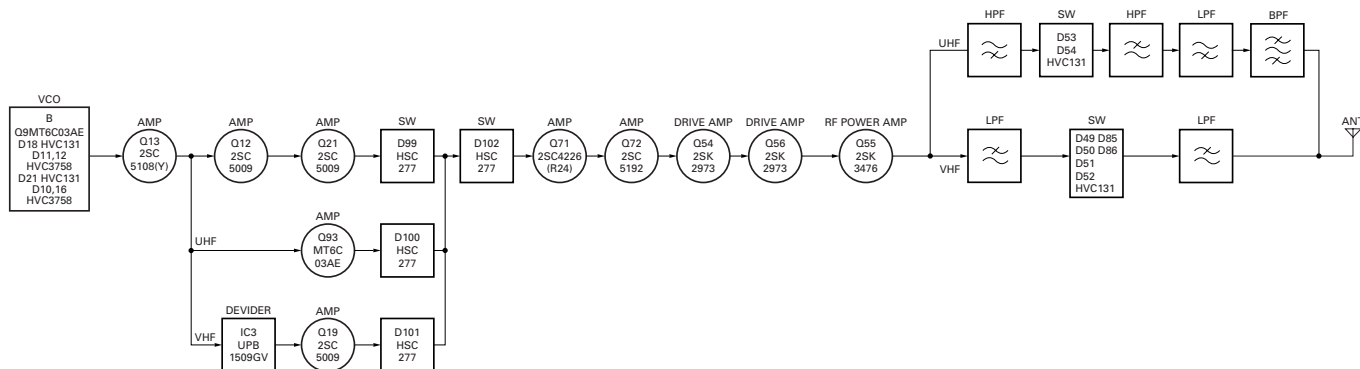 VCO
B
Q9MT6C03AE
D18 HVC131
D11,12
HVC3758
D21 HVC131
D10,16
HVC3758
AMP
Q13
2SC
5108(Y)
AMP
Q12
2SC
5009
AMP
Q21
2SC
5009
SW
D99
HSC
277
UHF
AMP
Q93
MT6C
03AE
D100
HSC
277
VHF
DEVIDER
IC3
UPB
1509GV
AMP
Q19
2SC
5009
D101
HSC
277
SW
D102
HSC
277
AMP
Q71
2SC4226
(R24)
AMP
Q72
2SC
5192
DRIVE AMP
Q54
2SK
2973
DRIVE AMP
Q56
2SK
2973
RF POWER AMP
Q55
2SK
3476
UHF
HPF
SW
D53
D54
HVC131
HPF
LPF
BPF
VHF
LPF
SW
D49 D85
D50 D86
D51
D52
HVC131
LPF
ANT